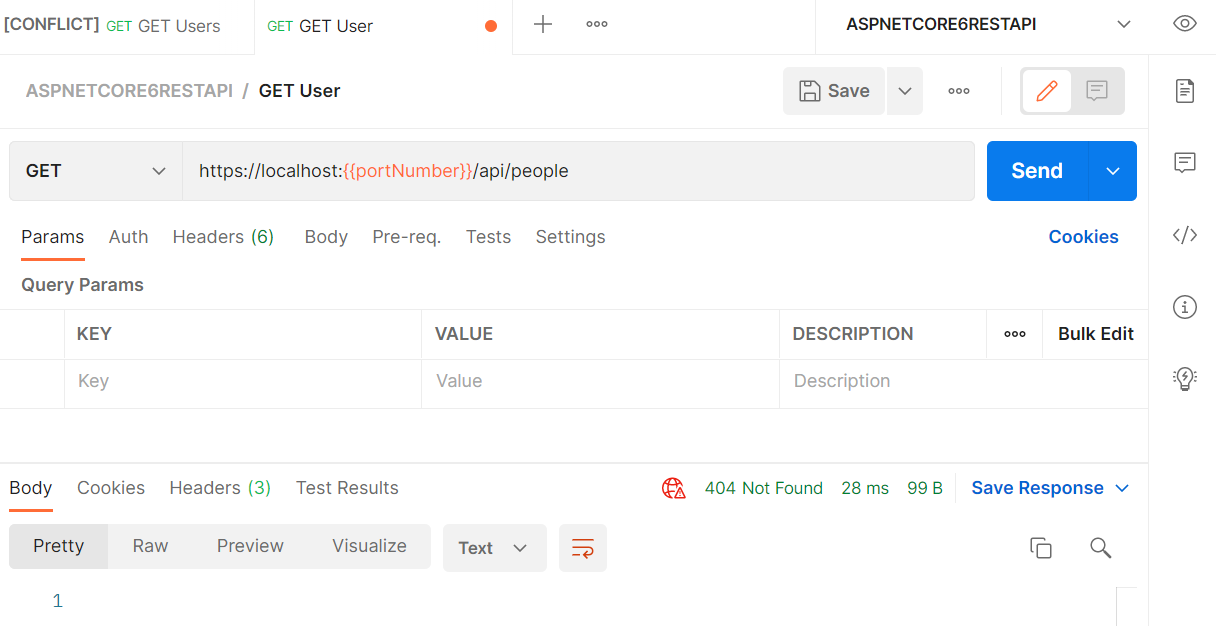 [CONFLICT] GET GET Users GET GET User ASPNETCORE6RESTAPI
ASPNETCORE6RESTAPI / GET User Save
GET https://localhost:{{portNumber}}/api/people Send
Params Auth Headers (6) Body Pre-req. Tests Settings Cookies
Query Params
KEY VALUE DESCRIPTION Bulk Edit
Key Value Description
Body Cookies Headers (3) Test Results 404 Not Found 28 ms 99 B Save Response
Pretty Raw Preview Visualize Text
1